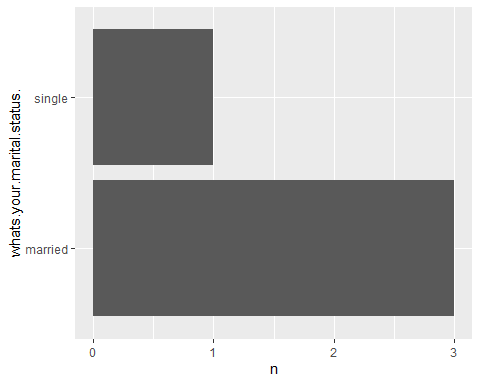 whats.your.marital.status.
single
married
0 1 2 3
n